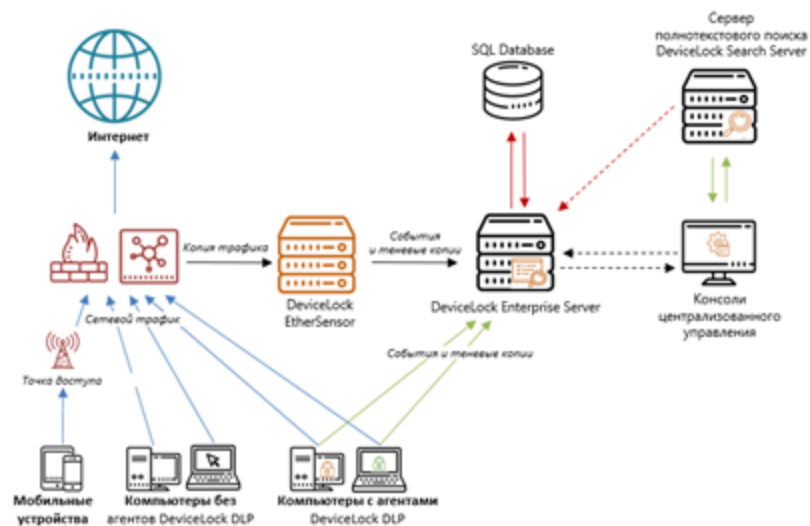 Сервер
полнотекстового поиска
DeviceLock Search Server
SQL Database
Интернет
Копия трафика
События
и теневые копии
DeviceLock
EtherSensor
DeviceLock Enterprise Server
Консоли
централизованного
управления
Сетевой трафик
События и теневые копии
Точка доступа
Мобильные
устройства
Компьютеры без
агентов DeviceLock DLP
Компьютеры с агентами
DeviceLock DLP